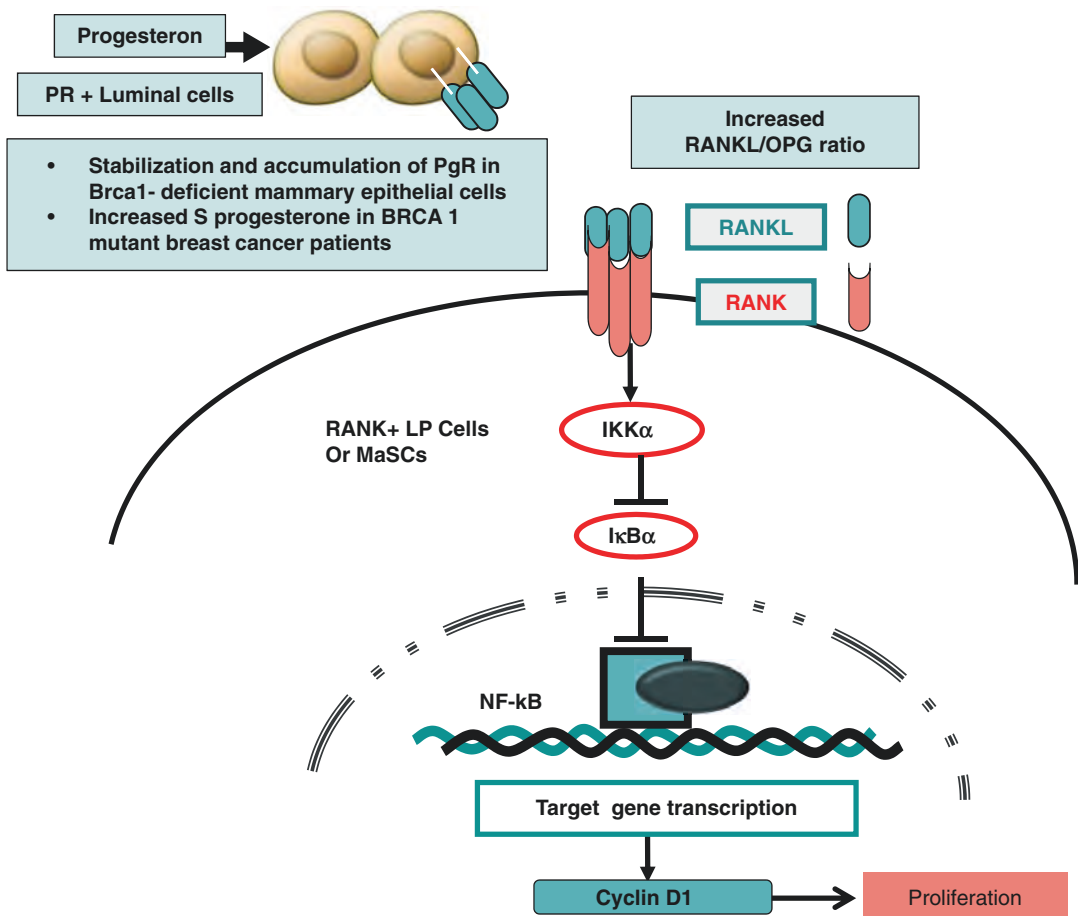 Progesteron
PR + Luminal cells
• Stabilization and accumulation of PgR in
Brca1- deficient mammary epithelial cells
• Increased S progesterone in BRCA 1
mutant breast cancer patients
Increased
RANKL/OPG ratio
RANKL
RANK
RANK+ LP Cells
Or MaSCs
IKKα
IκBα
NF-kB
Target gene transcription
Cyclin D1
Proliferation